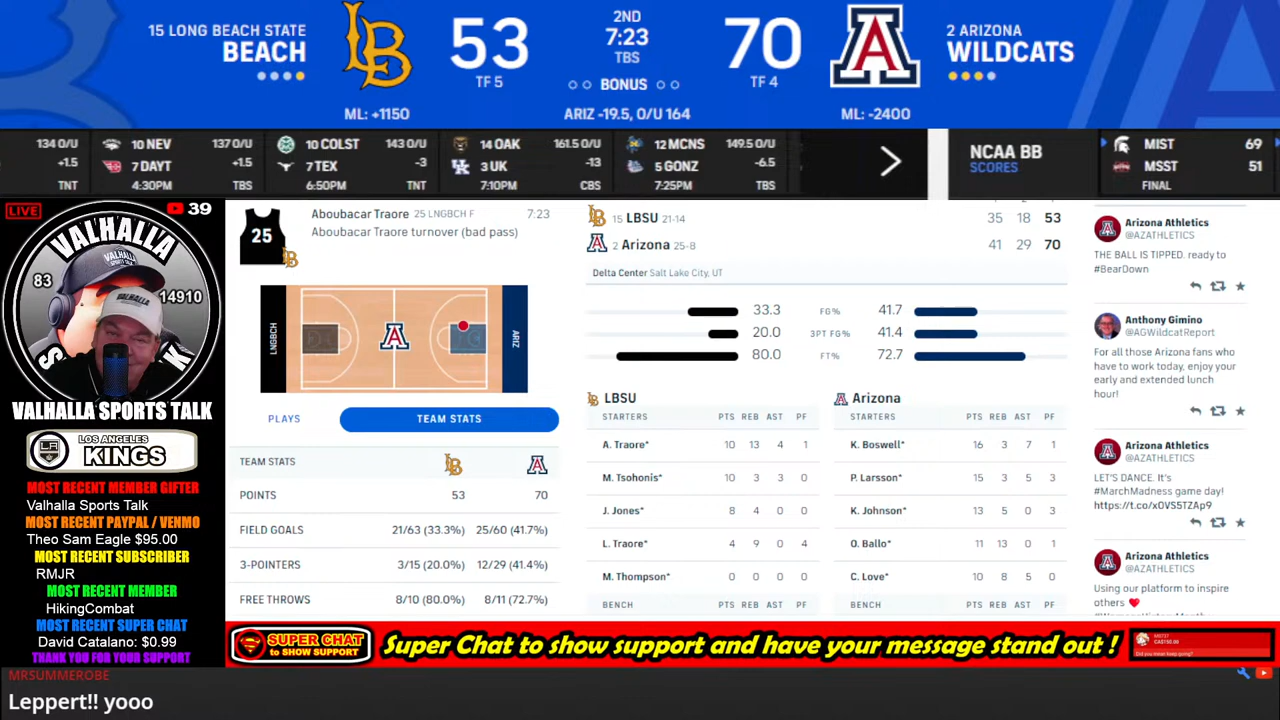 15 LONG BEACH STATE
BEACH
53
TF 5
2ND
7:23
TBS
BONUS
70
TF 4
2 ARIZONA
WILDCATS
ML: +1150
ARIZ -19.5, O/U 164
ML: -2400
134 O/U
+1.5
TNT
10 NEV 137 O/U
7 DAYT +1.5
4:30PM TBS
10 COLST 143 O/U
7 TEX -3
6:50PM TNT
14 OAK 161.5 O/U
3 UK -13
7:10PM CBS
12 MCNS 149.5 O/U
5 GONZ -6.5
7:25PM TBS
NCAA BB
SCORES
MIST 69
MSST 51
FINAL
LIVE
39
VALHALLA
83
14910
VALHALLA
VALHALLA SPORTS TALK
LOS ANGELES
KINGS
MOST RECENT MEMBER GIFTER
Valhalla Sports Talk
MOST RECENT PAYPAL / VENMO
Theo Sam Eagle $95.00
MOST RECENT SUBSCRIBER
RMJR
MOST RECENT MEMBER
HikingCombat
MOST RECENT SUPER CHAT
David Catalano: $0.99
THANK YOU FOR YOUR SUPPORT
25
Aboubacar Traore 25 LNGBCH F 7:23
Aboubacar Traore turnover (bad pass)
LNGBCH
ARIZ
PLAYS
TEAM STATS
TEAM STATS
POINTS 53 70
FIELD GOALS 21/63 (33.3%) 25/60 (41.7%)
3-POINTERS 3/15 (20.0%) 12/29 (41.4%)
FREE THROWS 8/10 (80.0%) 8/11 (72.7%)
15 LBSU 21-14 35 18 53
2 Arizona 25-8 41 29 70
Delta Center Salt Lake City, UT
33.3 FG% 41.7
20.0 3PT FG% 41.4
80.0 FT% 72.7
LBSU
STARTERS PTS REB AST PF
A. Traore* 10 13 4 1
M. Tsohonis* 10 3 3 0
J. Jones* 8 4 0 0
L. Traore* 4 9 0 4
M. Thompson* 0 0 0 0
BENCH PTS REB AST PF
Arizona
STARTERS PTS REB AST PF
K. Boswell* 16 3 7 1
P. Larsson* 15 3 5 3
K. Johnson* 13 5 0 3
O. Ballo* 11 13 0 1
C. Love* 10 8 5 0
BENCH PTS REB AST PF
Arizona Athletics
@AZATHLETICS
THE BALL IS TIPPED. ready to
#BearDown
Anthony Gimino
@AGWildcatReport
For all those Arizona fans who
have to work today, enjoy your
early and extended lunch
hour!
Arizona Athletics
@AZATHLETICS
LET'S DANCE. It's
#MarchMadness game day!
https://t.co/xOVS5TZAp9
Arizona Athletics
@AZATHLETICS
Using our platform to inspire
others
SUPER CHAT
to SHOW SUPPORT
Super Chat to show support and have your message stand out !
MRSUMMEROBE
Leppert!! yooo